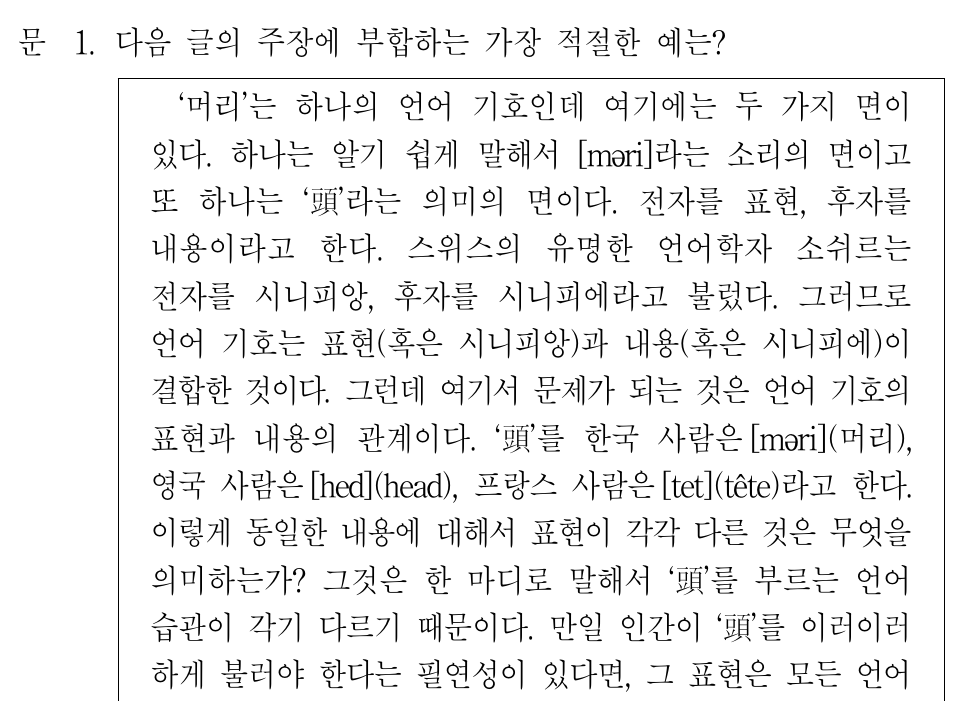 문 1. 다음 글의 주장에 부합하는 가장 적절한 예는?
‘머리’는 하나의 언어 기호인데 여기에는 두 가지 면이
있다. 하나는 알기 쉽게 말해서 [məri]라는 소리의 면이고
또 하나는 ‘頭’라는 의미의 면이다. 전자를 표현, 후자를
내용이라고 한다. 스위스의 유명한 언어학자 소쉬르는
전자를 시니피앙, 후자를 시니피에라고 불렀다. 그러므로
언어 기호는 표현(혹은 시니피앙)과 내용(혹은 시니피에)이
결합한 것이다. 그런데 여기서 문제가 되는 것은 언어 기호의
표현과 내용의 관계이다. ‘頭’를 한국 사람은 [məri](머리),
영국 사람은 [hed](head), 프랑스 사람은 [tet](tête)라고 한다.
이렇게 동일한 내용에 대해서 표현이 각각 다른 것은 무엇을
의미하는가? 그것은 한 마디로 말해서 ‘頭’를 부르는 언어
습관이 각기 다르기 때문이다. 만일 인간이 ‘頭’를 이러이러
하게 불러야 한다는 필연성이 있다면, 그 표현은 모든 언어